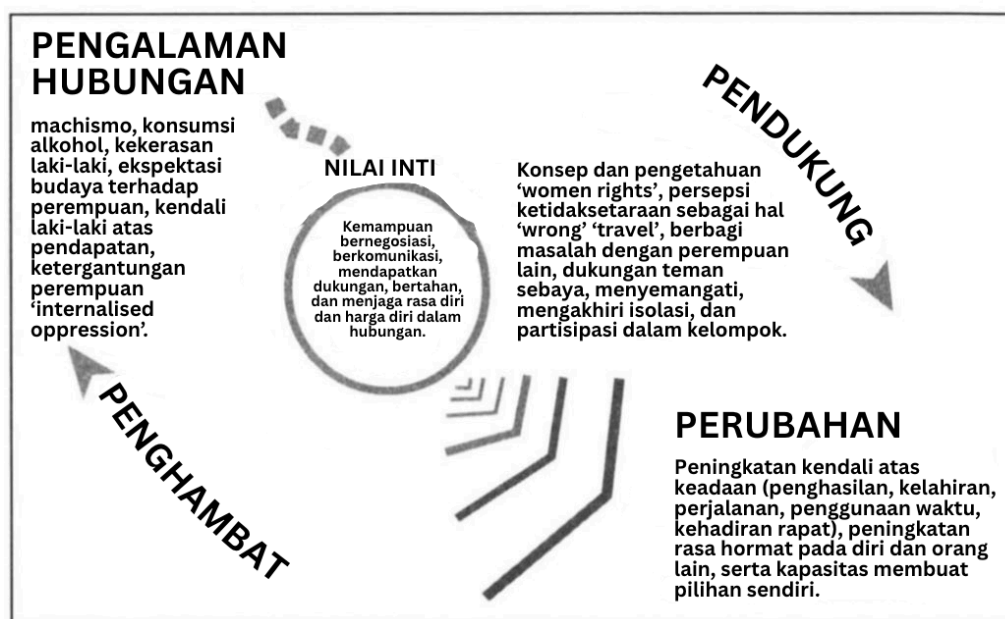 PENGALAMAN
HUBUNGAN
machismo, konsumsi
alkohol, kekerasan
laki-laki, ekspektasi
budaya terhadap
perempuan, kendali
laki-laki atas
pendapatan,
ketergantungan
perempuan
‘internalised
oppression’.
NILAI INTI
Kemampuan
bernegosiasi,
berkomunikasi,
mendapatkan
dukungan, bertahan,
dan menjaga rasa diri
dan harga diri dalam
hubungan.
PENDUKUNG
Konsep dan pengetahuan
‘women rights’, persepsi
ketidaksetaraan sebagai hal
‘wrong’ ‘travel’, berbagi
masalah dengan perempuan
lain, dukungan teman
sebaya, menyemangati,
mengakhiri isolasi, dan
partisipasi dalam kelompok.
PENGHAMBAT
PERUBAHAN
Peningkatan kendali atas
keadaan (penghasilan, kelahiran,
perjalanan, penggunaan waktu,
kehadiran rapat), peningkatan
rasa hormat pada diri dan orang
lain, serta kapasitas membuat
pilihan sendiri.